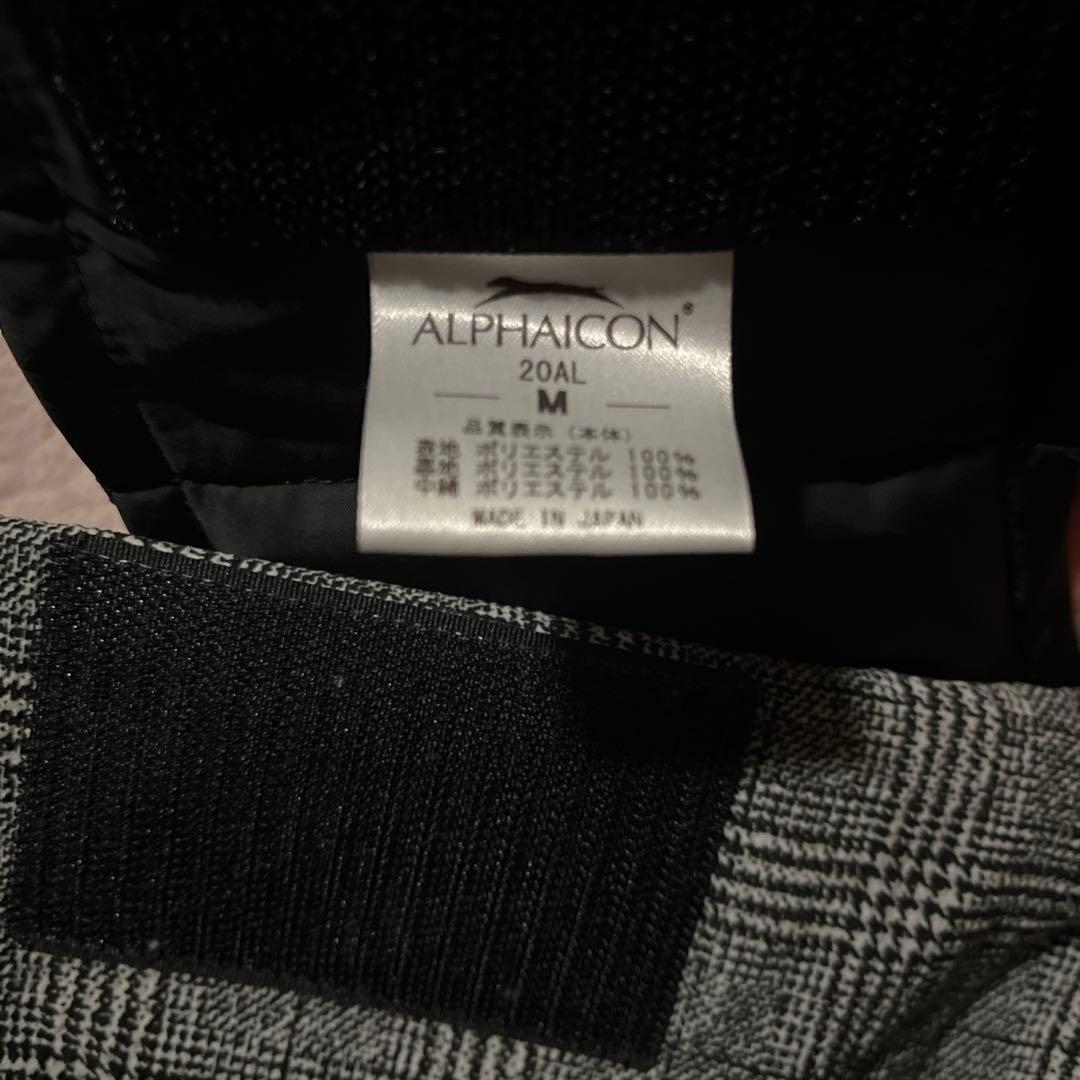 ALPHAICON®
20AL
M
品質表示 (本体)
表地 ポリエステル 100%
裏地 ポリエステル 100%
中綿 ポリエステル 100%
MADE IN JAPAN